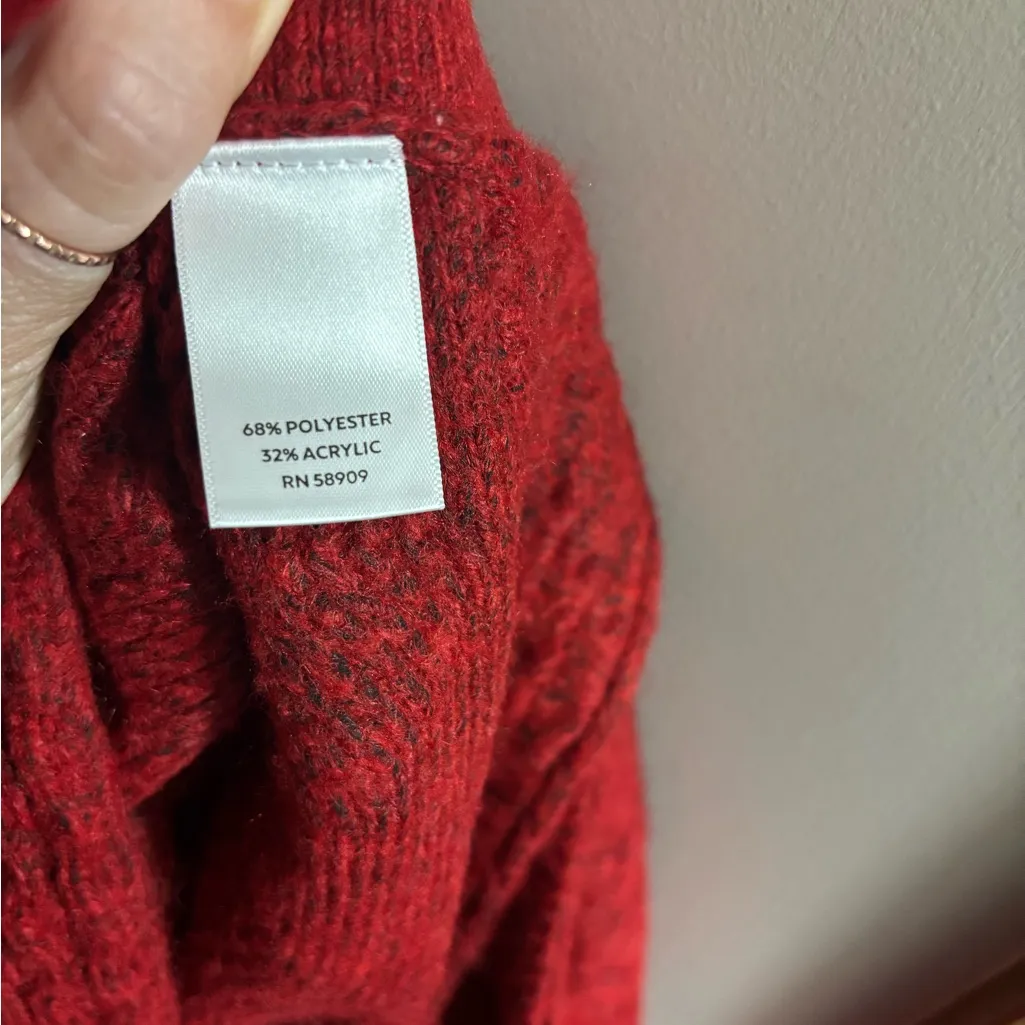 68% POLYESTER
32% ACRYLIC
RN 58909